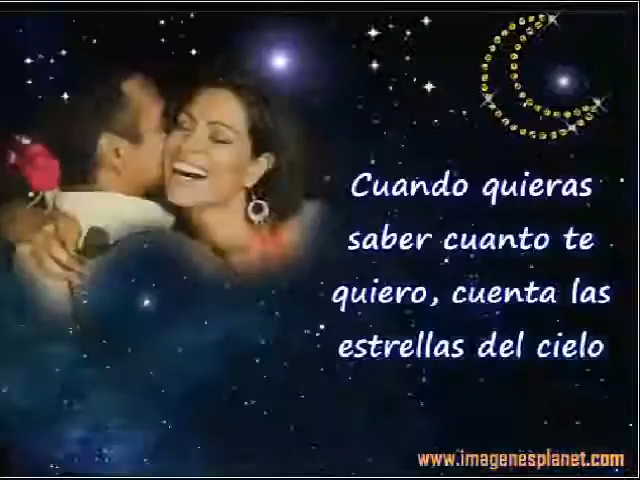 Cuando quieras
saber cuanto te
quiero, cuenta las
estrellas del cielo
www.imagenesplanet.com